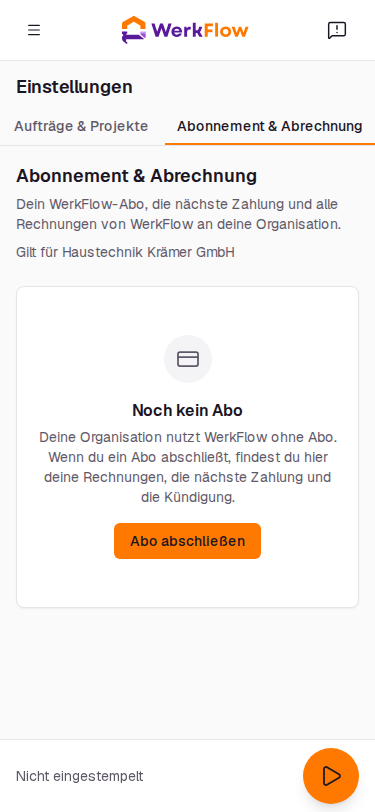 WerkFlow
Einstellungen
Aufträge & Projekte
Abonnement & Abrechnung
Abonnement & Abrechnung
Dein WerkFlow-Abo, die nächste Zahlung und alle
Rechnungen von WerkFlow an deine Organisation.
Gilt für Haustechnik Krämer GmbH
Noch kein Abo
Deine Organisation nutzt WerkFlow ohne Abo.
Wenn du ein Abo abschließt, findest du hier
deine Rechnungen, die nächste Zahlung und
die Kündigung.
Abo abschließen
Nicht eingestempelt